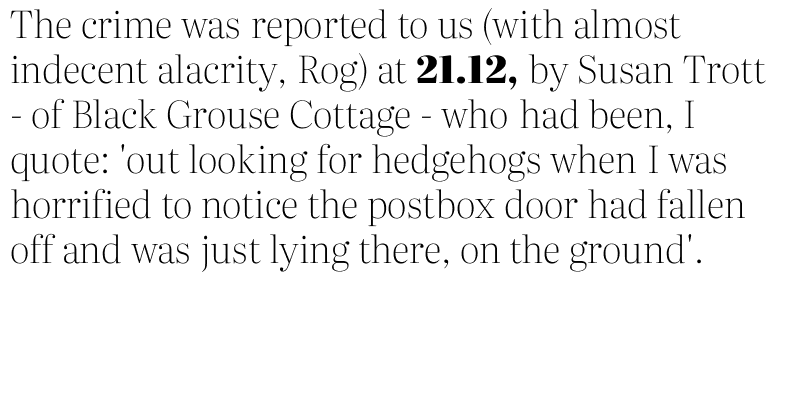 The crime was reported to us (with almost
indecent alacrity, Rog) at 21.12, by Susan Trott
- of Black Grouse Cottage - who had been, I
quote: 'out looking for hedgehogs when I was
horrified to notice the postbox door had fallen
off and was just lying there, on the ground'.